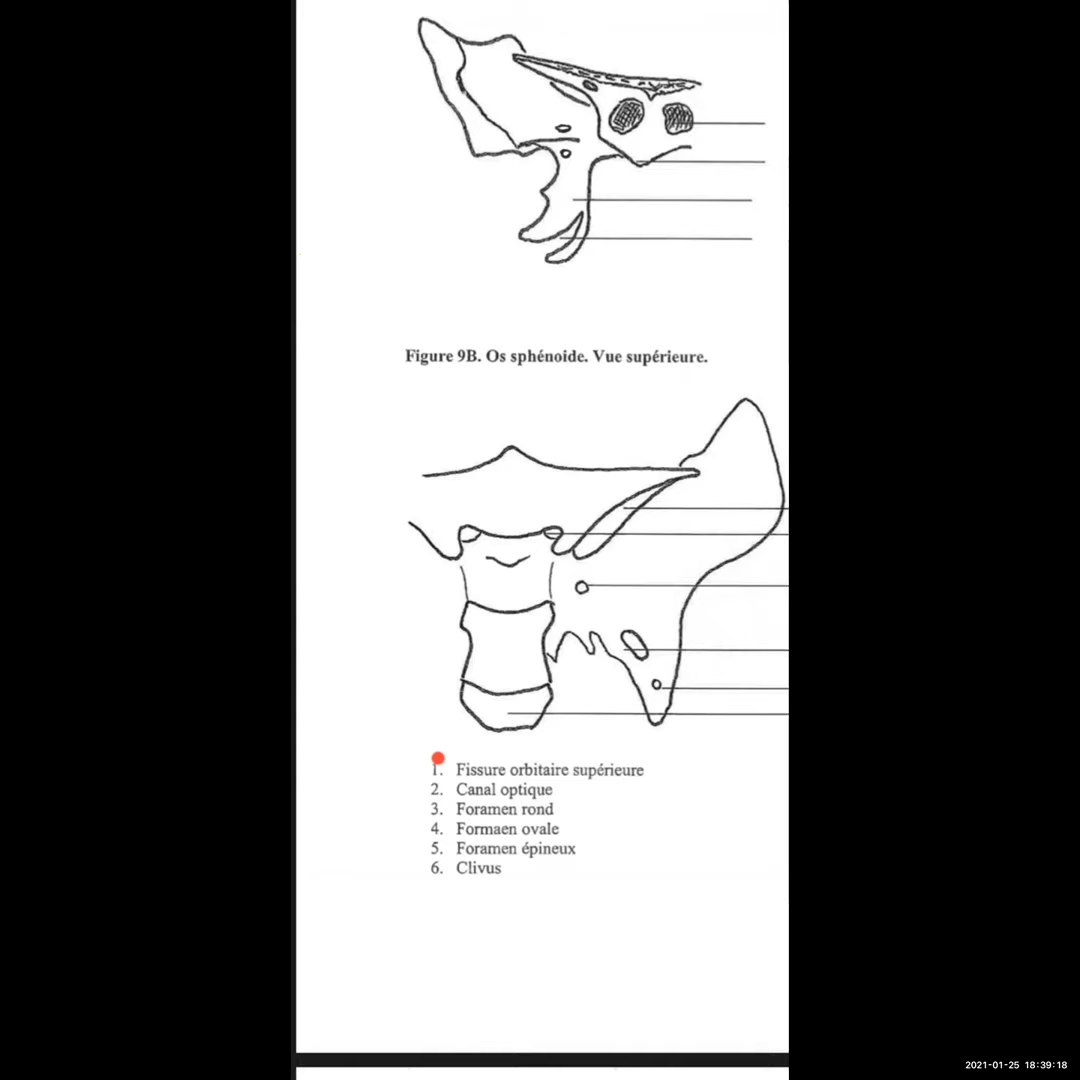 Figure 9B. Os sphénoide. Vue supérieure.
1. Fissure orbitaire supérieure
2. Canal optique
3. Foramen rond
4. Formaen ovale
5. Foramen épineux
6. Clivus
2021-01-25 18:39:18